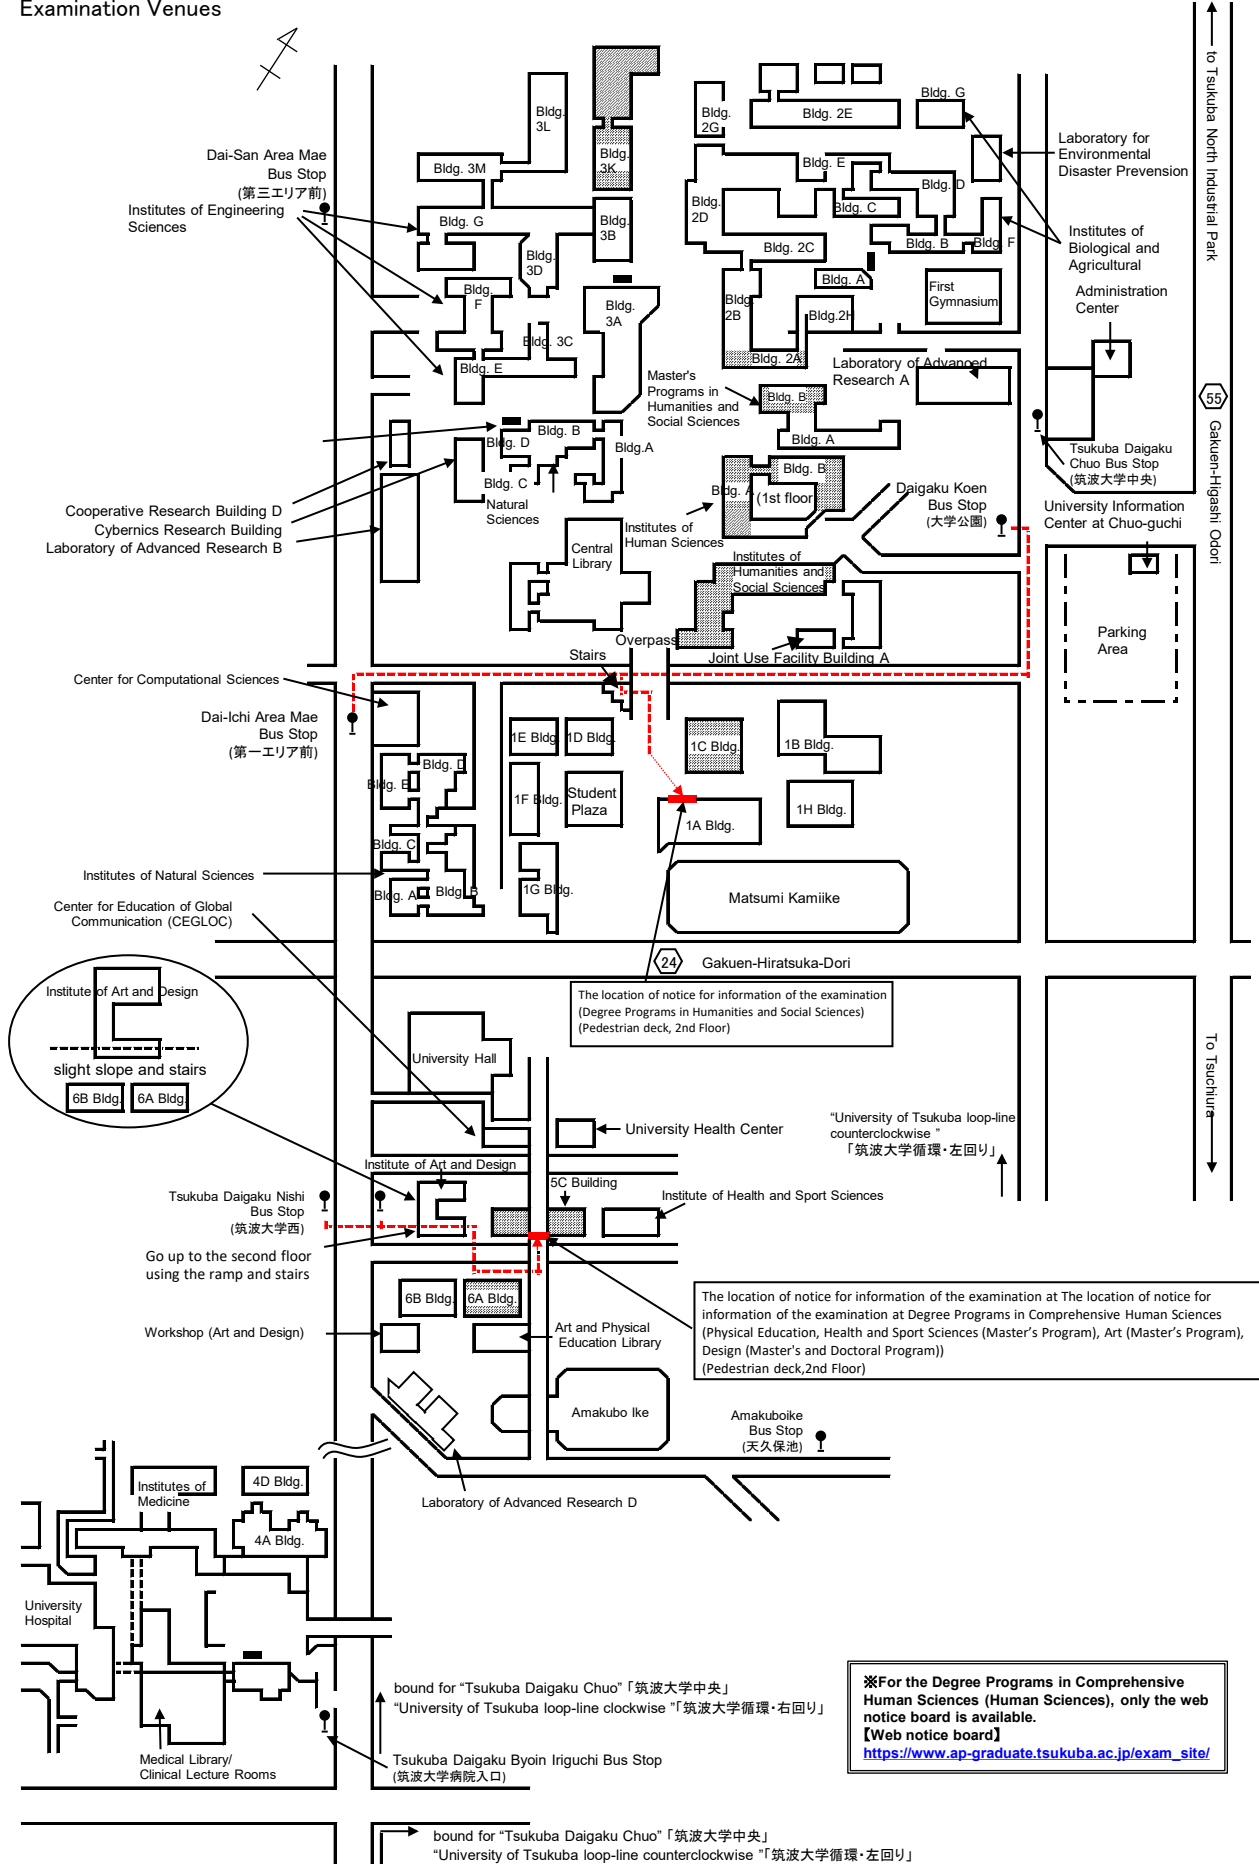 Examination Venues
to Tsukuba North Industrial Park
Bldg. 3L
Bldg. 3K
Bldg. 2G
Bldg. 2E
Bldg. G
Laboratory for
Environmental
Disaster Prevension
Dai-San Area Mae
Bus Stop
(第三エリア前)
Bldg. 3M
Bldg. E
Bldg. D
Bldg. 2D
Bldg. C
Institutes of Engineering
Sciences
Bldg. G
Bldg. 3B
Bldg. 2C
Bldg. B
Bldg. F
Institutes of
Biological and
Agricultural
Bldg. 3D
Bldg. A
First
Gymnasium
Administration
Center
Bldg. F
Bldg. 3A
Bldg. 2B
Bldg.2H
Bldg. 3C
Bldg. 2A
Bldg. E
Laboratory of Advanced
Research A
Master's
Programs in
Humanities and
Social Sciences
Bldg. B
55
Gakuen-Higashi Odori
Bldg. B
Bldg. D
Bldg.A
Bldg. A
Tsukuba Daigaku
Chuo Bus Stop
(筑波大学中央)
Bldg. C
Natural
Sciences
Bldg. B
Bldg. A
(1st floor
Daigaku Koen
Bus Stop
(大学公園)
University Information
Center at Chuo-guchi
Cooperative Research Building D
Cybernics Research Building
Laboratory of Advanced Research B
Institutes of
Human Sciences
Central
Library
Institutes of
Humanities and
Social Sciences
Parking
Area
Overpass
Stairs
Joint Use Facility Building A
Center for Computational Sciences
Dai-Ichi Area Mae
Bus Stop
(第一エリア前)
1E Bldg.
1D Bldg.
1C Bldg.
1B Bldg.
Bldg. D
Bldg. E
1F Bldg.
Student
Plaza
1H Bldg.
1A Bldg.
Bldg. C
Institutes of Natural Sciences
Bldg. A
Bldg. B
1G Bldg.
Matsumi Kamiike
Center for Education of Global
Communication (CEGLOC)
24
Gakuen-Hiratsuka-Dori
Institute of Art and Design
slight slope and stairs
6B Bldg.
6A Bldg.
The location of notice for information of the examination
(Degree Programs in Humanities and Social Sciences)
(Pedestrian deck, 2nd Floor)
To Tsuchiura
University Hall
University Health Center
“University of Tsukuba loop-line
counterclockwise ”
「筑波大学循環・左回り」
Institute of Art and Design
5C Building
Institute of Health and Sport Sciences
Tsukuba Daigaku Nishi
Bus Stop
(筑波大学西)
Go up to the second floor
using the ramp and stairs
6B Bldg.
6A Bldg.
The location of notice for information of the examination at The location of notice for
information of the examination at Degree Programs in Comprehensive Human Sciences
(Physical Education, Health and Sport Sciences (Master’s Program), Art (Master’s Program),
Design (Master's and Doctoral Program))
(Pedestrian deck,2nd Floor)
Workshop (Art and Design)
Art and Physical
Education Library
Amakubo Ike
Amakuboike
Bus Stop
(天久保池)
Laboratory of Advanced Research D
Institutes of
Medicine
4D Bldg.
4A Bldg.
University
Hospital
bound for “Tsukuba Daigaku Chuo” 「筑波大学中央」
“University of Tsukuba loop-line clockwise ”「筑波大学循環・右回り」
※For the Degree Programs in Comprehensive
Human Sciences (Human Sciences), only the web
notice board is available.
【Web notice board】
https://www.ap-graduate.tsukuba.ac.jp/exam_site/
Medical Library/
Clinical Lecture Rooms
Tsukuba Daigaku Byoin Iriguchi Bus Stop
(筑波大学病院入口)
bound for “Tsukuba Daigaku Chuo” 「筑波大学中央」
“University of Tsukuba loop-line counterclockwise ”「筑波大学循環・左回り」